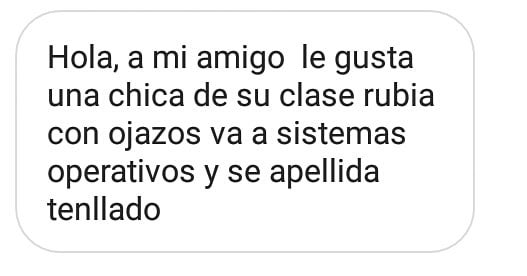 Hola, a mi amigo  le gusta
una chica de su clase rubia
con ojazos va a sistemas
operativos y se apellida
tenllado